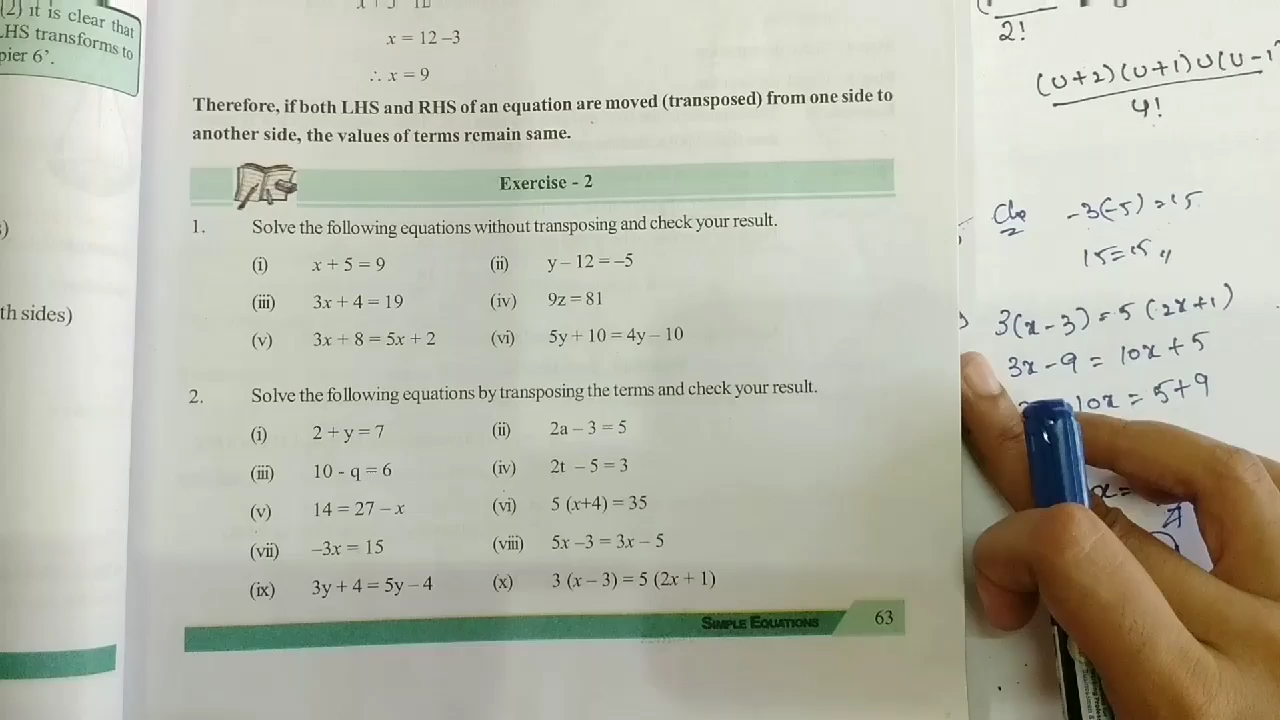 (2) it is clear that
LHS transforms to
pier 6'.
th sides)
x = 12 –3
∴ x = 9
Therefore, if both LHS and RHS of an equation are moved (transposed) from one side to
another side, the values of terms remain same.
Exercise - 2
1. Solve the following equations without transposing and check your result.
(i) x + 5 = 9 (ii) y – 12 = –5
(iii) 3x + 4 = 19 (iv) 9z = 81
(v) 3x + 8 = 5x + 2 (vi) 5y + 10 = 4y – 10
2. Solve the following equations by transposing the terms and check your result.
(i) 2 + y = 7 (ii) 2a – 3 = 5
(iii) 10 - q = 6 (iv) 2t – 5 = 3
(v) 14 = 27 – x (vi) 5 (x+4) = 35
(vii) –3x = 15 (viii) 5x –3 = 3x – 5
(ix) 3y + 4 = 5y – 4 (x) 3 (x – 3) = 5 (2x + 1)
SIMPLE EQUATIONS 63
2!
(U+2)(U+1)U(U-1
4!
-3(-5) = 15
15 = 15
3(x-3) = 5(2x+1)
3x-9 = 10x+5
10x = 5+9
x=